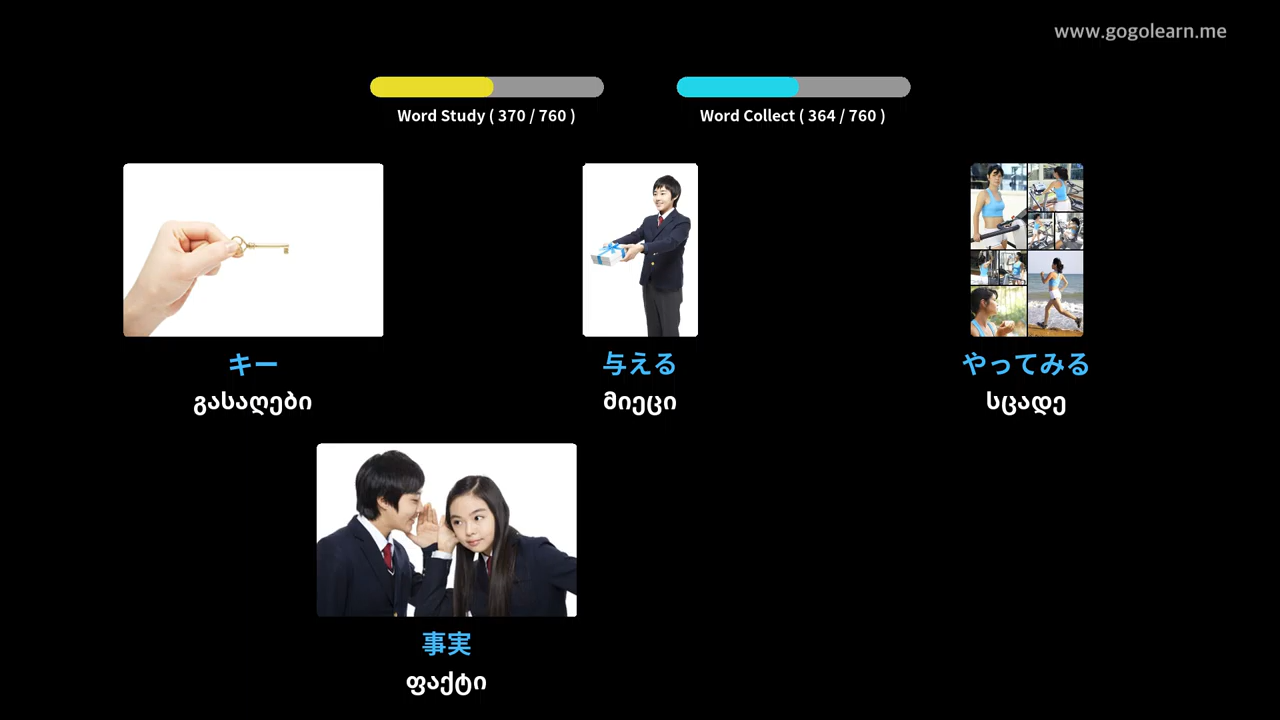 www.gogolearn.me
Word Study ( 370 / 760 )
Word Collect ( 364 / 760 )
キー
გასაღები
与える
მიეცი
やってみる
სცადე
事実
ფაქტი